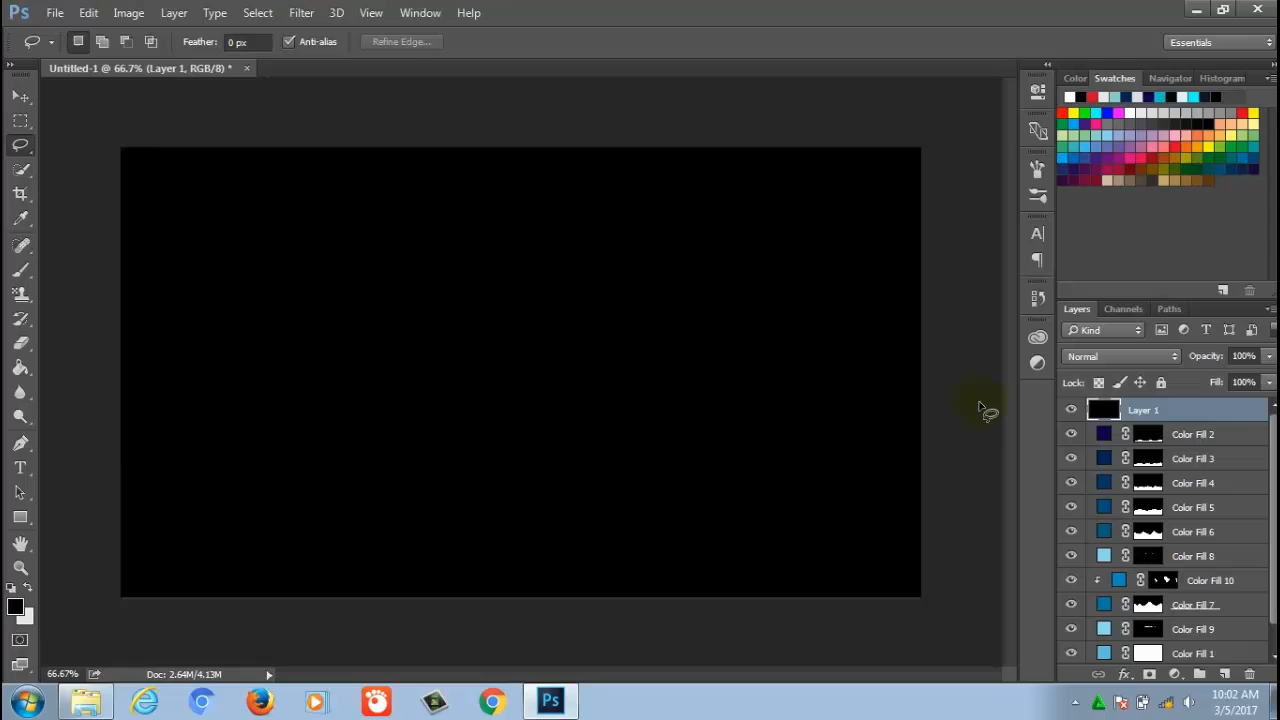 Ps File Edit Image Layer Type Select Filter 3D View Window Help
Feather: 0 px Anti-alias Refine Edge... Essentials
Untitled-1 @ 66.7% (Layer 1, RGB/8) * ×
Color Swatches Navigator Histogram
Layers Channels Paths
Kind
Normal Opacity: 100%
Lock: Fill: 100%
Layer 1
Color Fill 2
Color Fill 3
Color Fill 4
Color Fill 5
Color Fill 6
Color Fill 8
Color Fill 10
Color Fill 7
Color Fill 9
Color Fill 1
66.67% Doc: 2.64M/4.13M
Ps
10:02 AM
3/5/2017